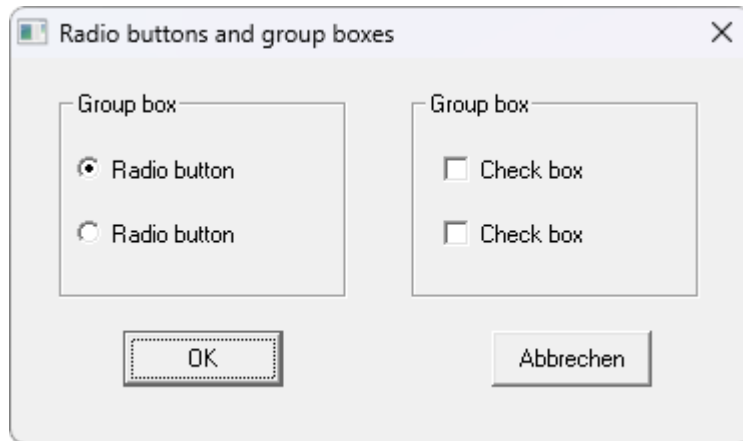 Radio buttons and group boxes
Group box
Radio button
Radio button
Group box
Check box
Check box
OK
Abbrechen